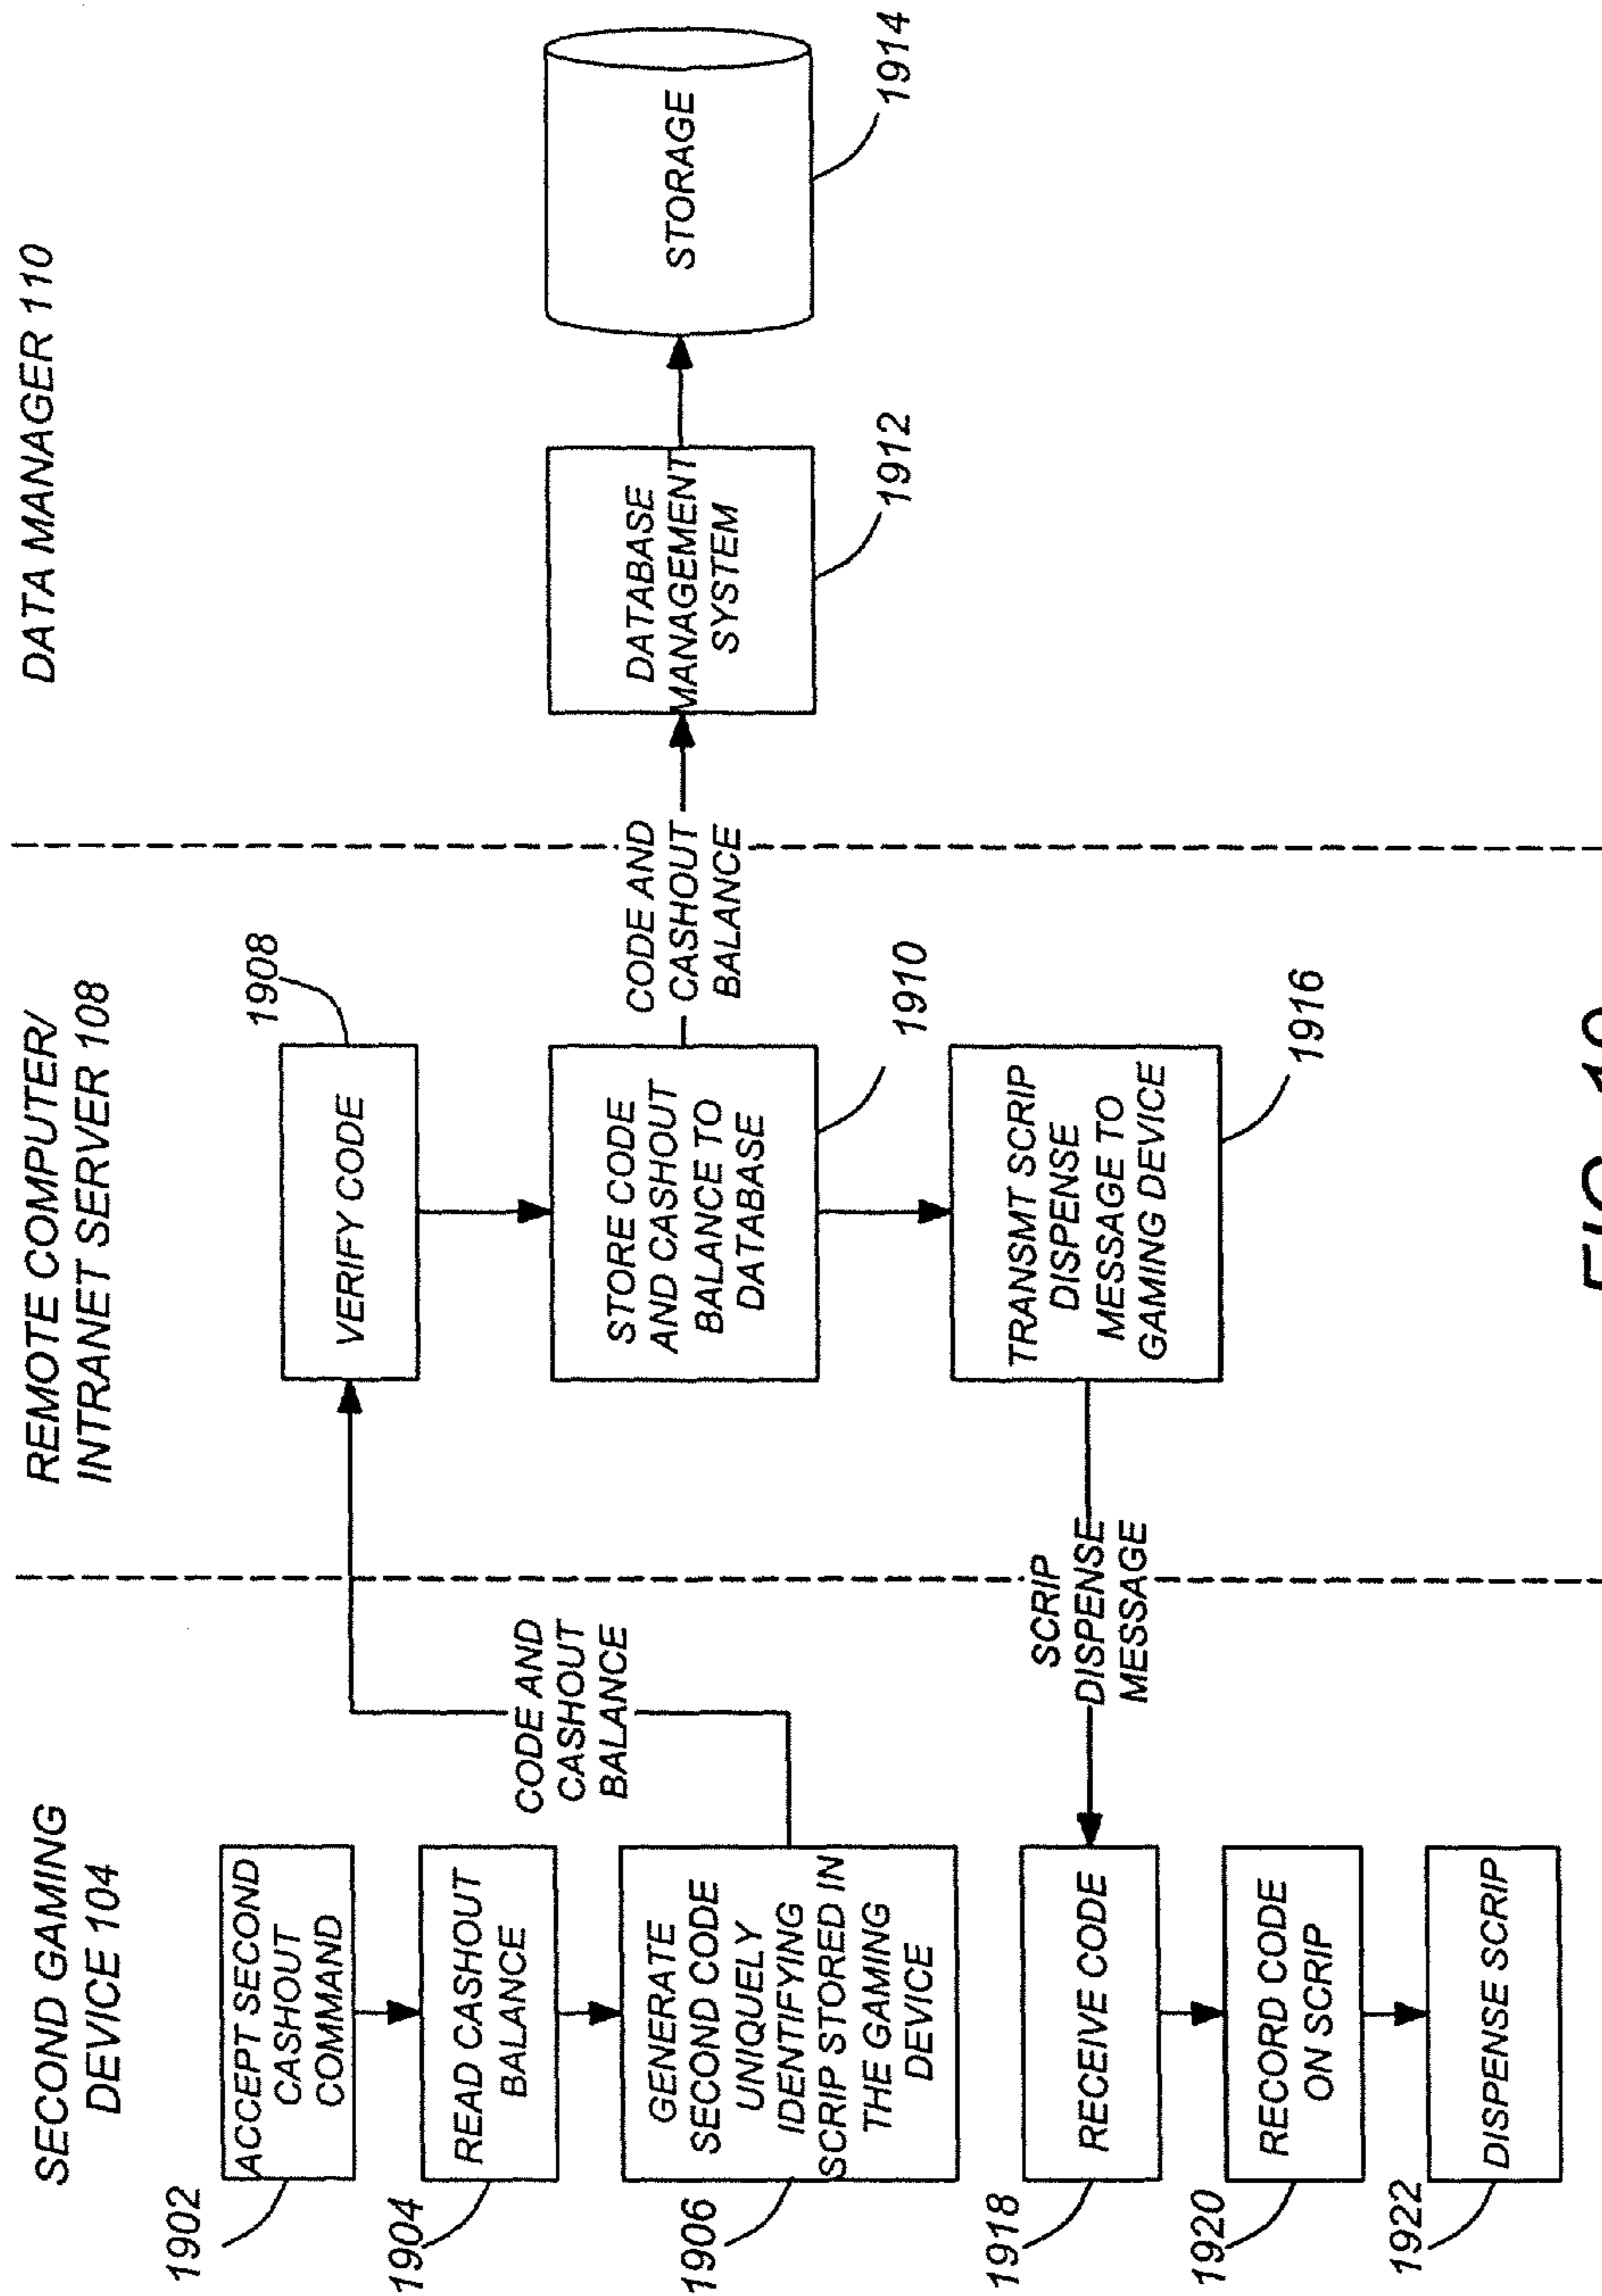 SECOND GAMING
DEVICE 104
1902
ACCEPT SECOND
CASHOUT
COMMAND
1904
READ CASHOUT
BALANCE
1906
GENERATE
SECOND CODE
UNIQUELY
IDENTIFYING
SCRIP STORED IN
THE GAMING
DEVICE
CODE AND
CASHOUT
BALANCE
1918
RECEIVE CODE
1920
RECORD CODE
ON SCRIP
1922
DISPENSE SCRIP
SCRIP
DISPENSE
MESSAGE
REMOTE COMPUTER/
INTRANET SERVER 108
1908
VERIFY CODE
STORE CODE
AND CASHOUT
BALANCE TO
DATABASE
1910
TRANSMT SCRIP
DISPENSE
MESSAGE TO
GAMING DEVICE
1916
CODE AND
CASHOUT
BALANCE
DATA MANAGER 110
DATABASE
MANAGEMENT
SYSTEM
1912
STORAGE
1914